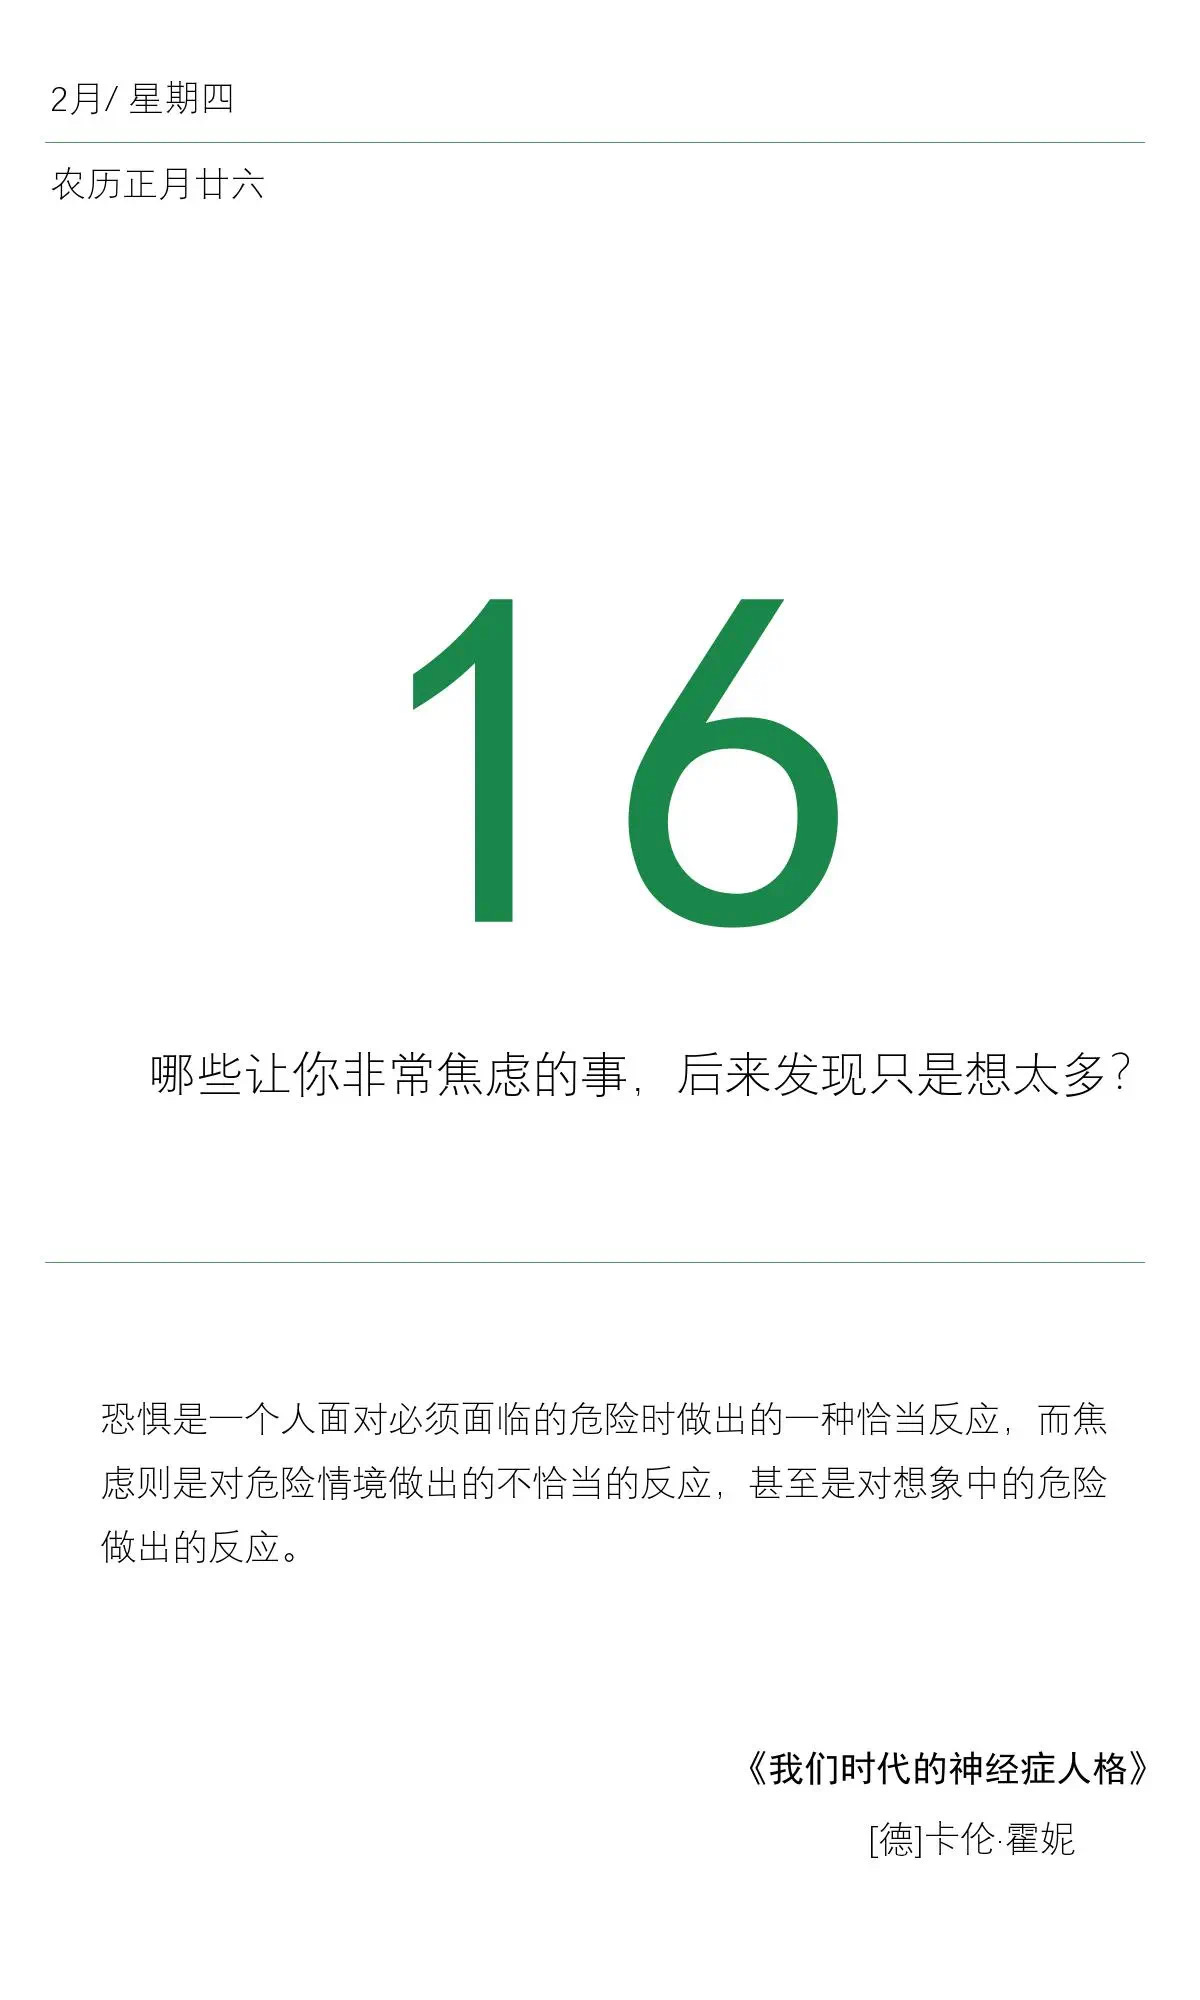 2月/ 星期四
农历正月廿六
16
哪些让你非常焦虑的事，后来发现只是想太多？
恐惧是一个人面对必须面临的危险时做出的一种恰当反应，而焦
虑则是对危险情境做出的不恰当的反应，甚至是对想象中的危险
做出的反应。
《我们时代的神经症人格》
[德]卡伦·霍妮